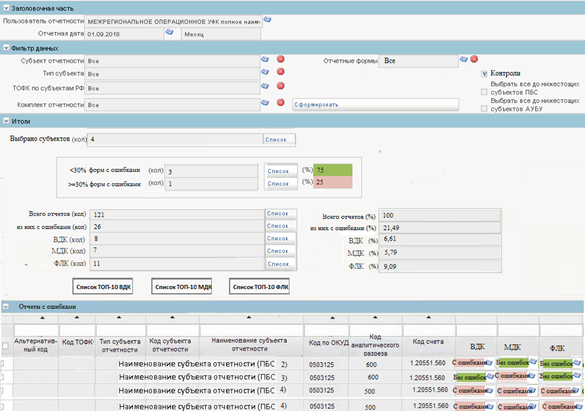 Заголовочная часть
Пользователь отчетности МЕЖРЕГИОНАЛЬНОЕ ОПЕРАЦИОННОЕ УФК полное наим
Отчетная дата 01.09.2018 Месяц
Фильтр данных
Субъект отчетности Все Отчетные формы Все
Тип субъекта Все Контроли
ТОФК по субъектам РФ Все Выбрать все до нижестоящих субъектов ПБС
Комплект отчетности Все Сформировать Выбрать все до нижестоящих субъектов АУБУ
Итоги
Выбрано субъектов (кол) 4 Список
<30% форм с ошибками (кол) 3 Список (%) 75
>=30% форм с ошибками (кол) 1 Список (%) 25
Всего отчетов (кол) 121 Список Всего отчетов (%) 100
из них с ошибками (кол) 26 Список из них с ошибками (%) 21,49
ВДК (кол) 8 Список ВДК (%) 6,61
МДК (кол) 7 Список МДК (%) 5,79
ФЛК (кол) 11 Список ФЛК (%) 9,09
Список ТОП-10 ВДК Список ТОП-10 МДК Список ТОП-10 ФЛК
Отчеты с ошибками
Альтернатив-ный код Код ТОФК Тип субъекта отчетности Код субъекта отчетности Наименование субъекта отчетности Код по ОКУД Код аналитического разреза Код счета ВДК МДК ФЛК
Наименование субъекта отчетности (ПБС 2) 0503125 600 1.20551.560 С ошибками Без ошибок Без ошибок
Наименование субъекта отчетности (ПБС 3) 0503125 600 1.20551.560 Без ошибок С ошибками Без ошибок
Наименование субъекта отчетности (ПБС 4) 0503125 500 1.20551.560 С ошибками С ошибками С ошибками
Наименование субъекта отчетности (ПБС 4) 0503125 500 1.20551.560 С ошибками С ошибками С ошибками